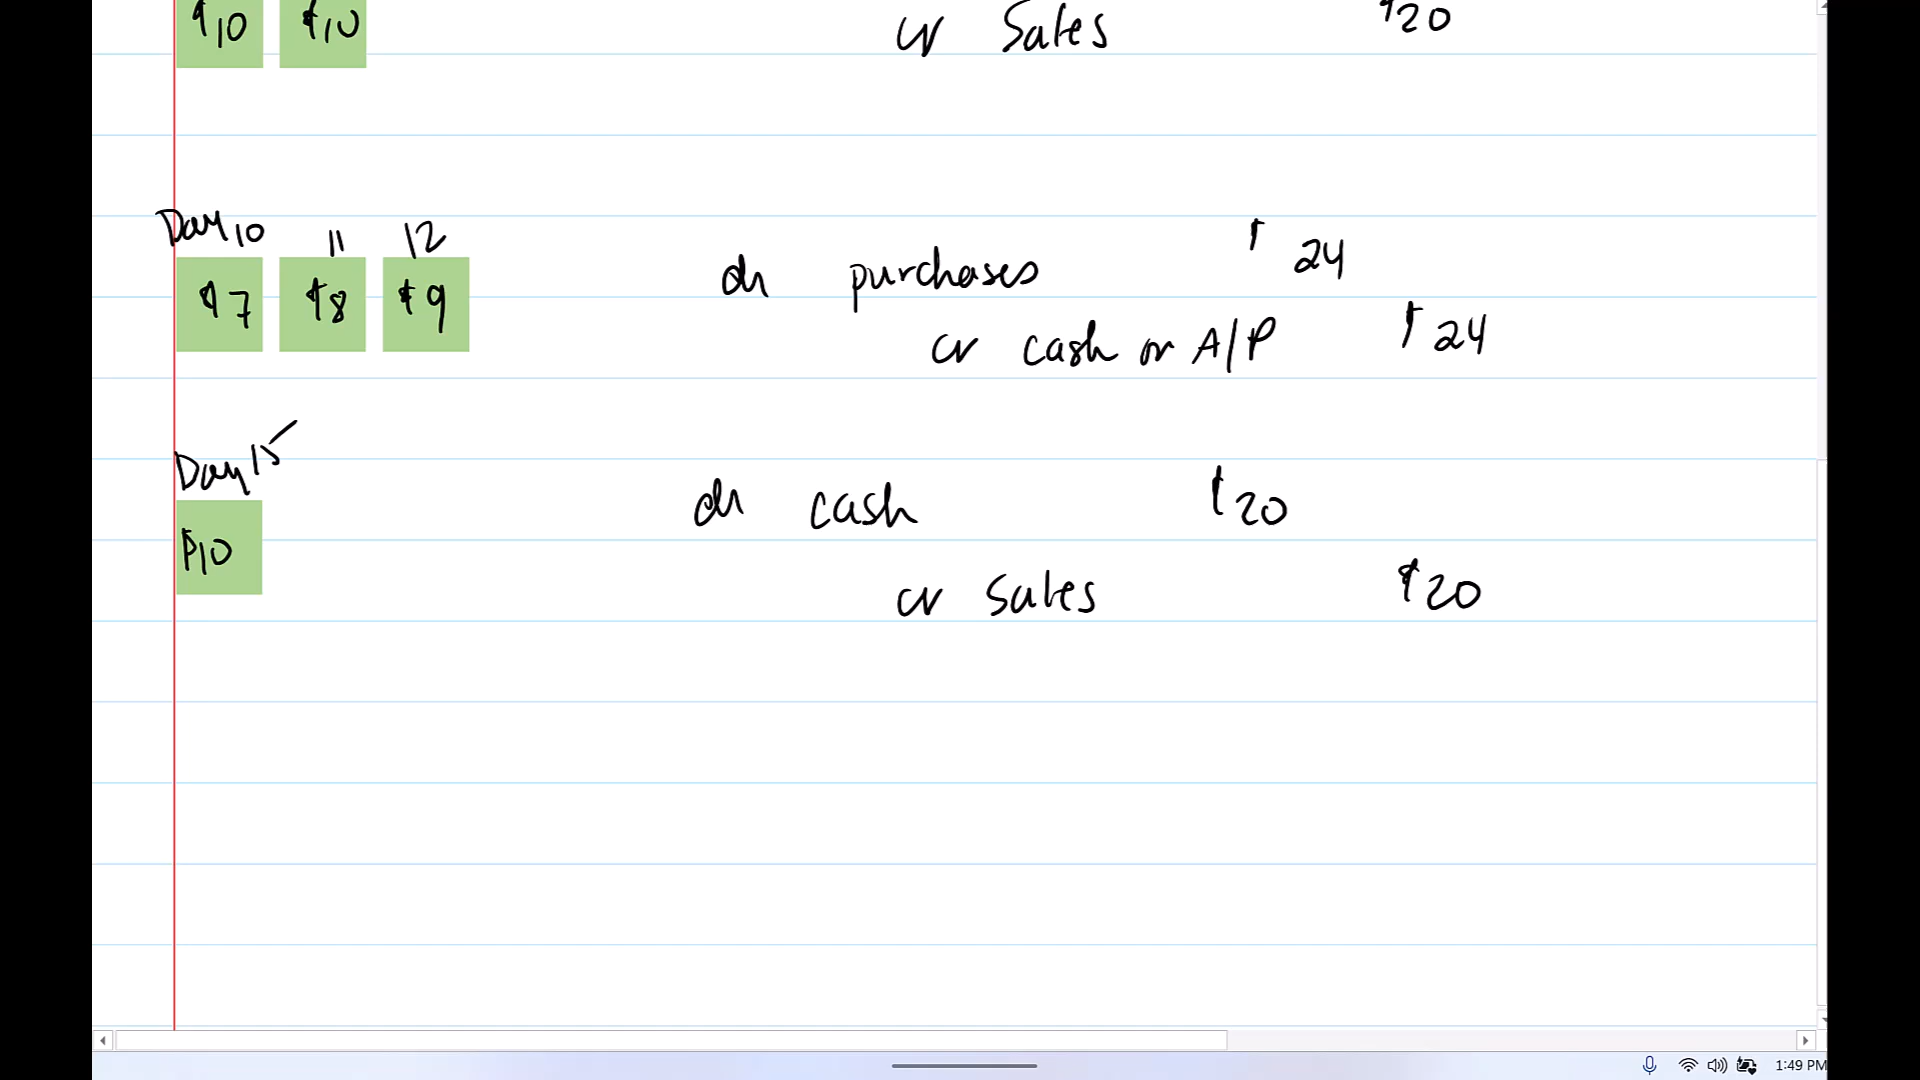 $10 $10 cr Sales $20
Day 10 11 12
$7 $8 $9 dr purchases $ 24
cr cash or A/P $ 24
Day 15
dr cash $20
$10
cr Sales $20
1:49 PM